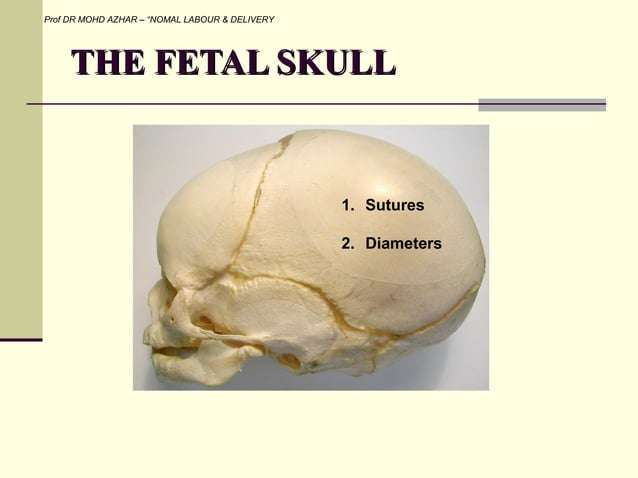 Prof DR MOHD AZHAR – “NOMAL LABOUR & DELIVERY
THE FETAL SKULL
1. Sutures
2. Diameters